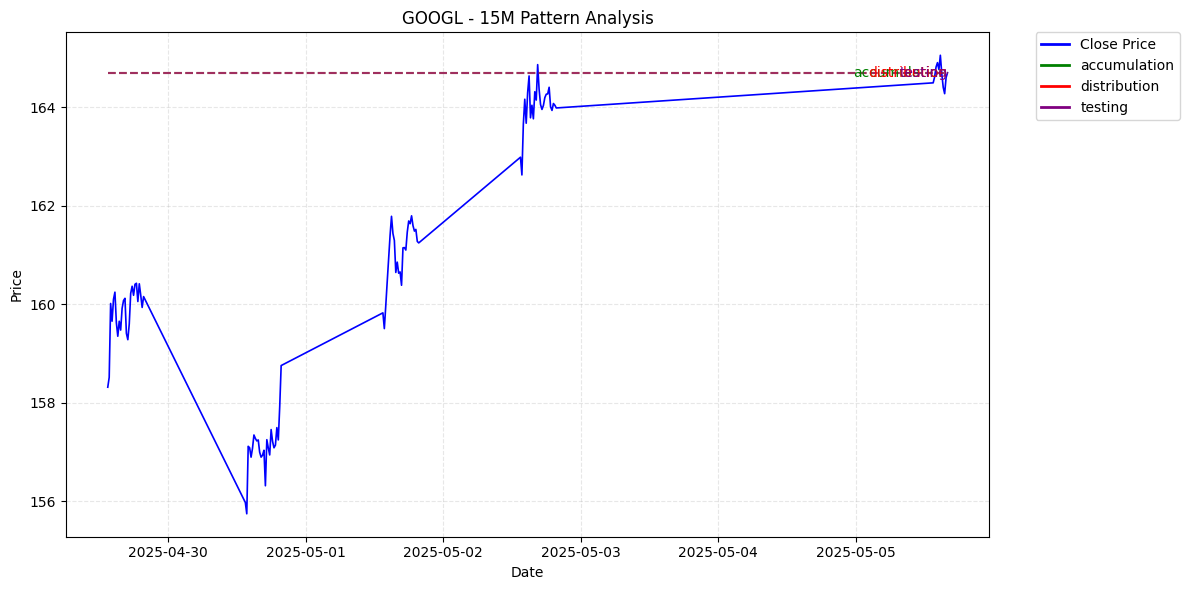 GOOGL - 15M Pattern Analysis
Price
164
162
160
158
156
2025-04-30
2025-05-01
2025-05-02
2025-05-03
2025-05-04
2025-05-05
Date
testing
Close Price
accumulation
distribution
testing